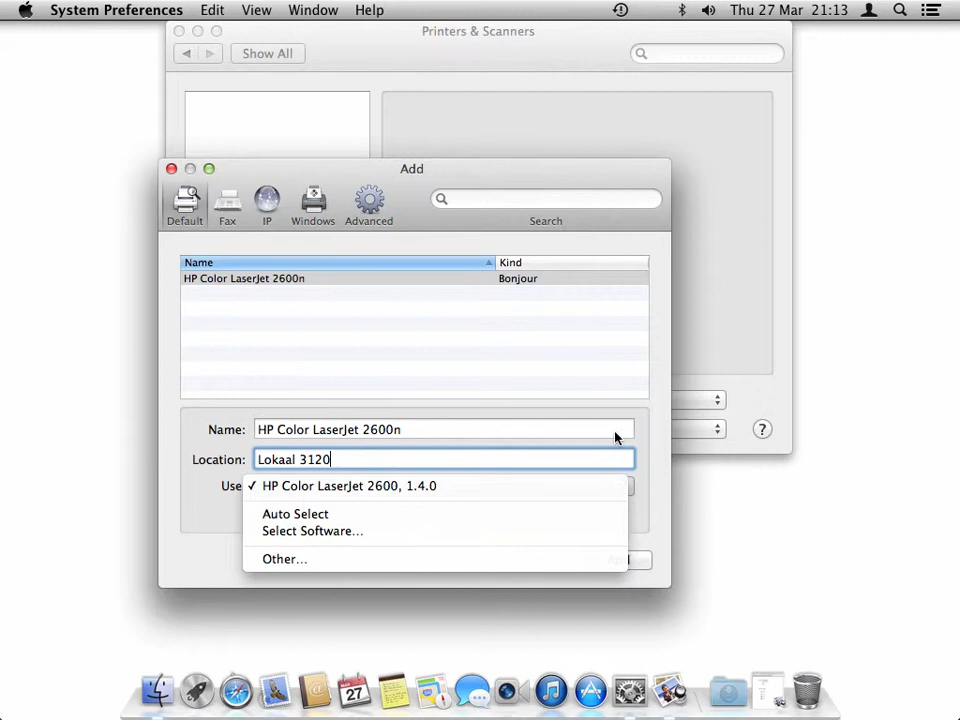 System Preferences Edit View Window Help Thu 27 Mar 21:13
Printers & Scanners
Show All
Add
Default Fax IP Windows Advanced Search
Name Kind
HP Color LaserJet 2600n Bonjour
Name: HP Color LaserJet 2600n
?
Location: Lokaal 3120
Use ✓ HP Color LaserJet 2600, 1.4.0
Auto Select
Select Software...
Other...
27